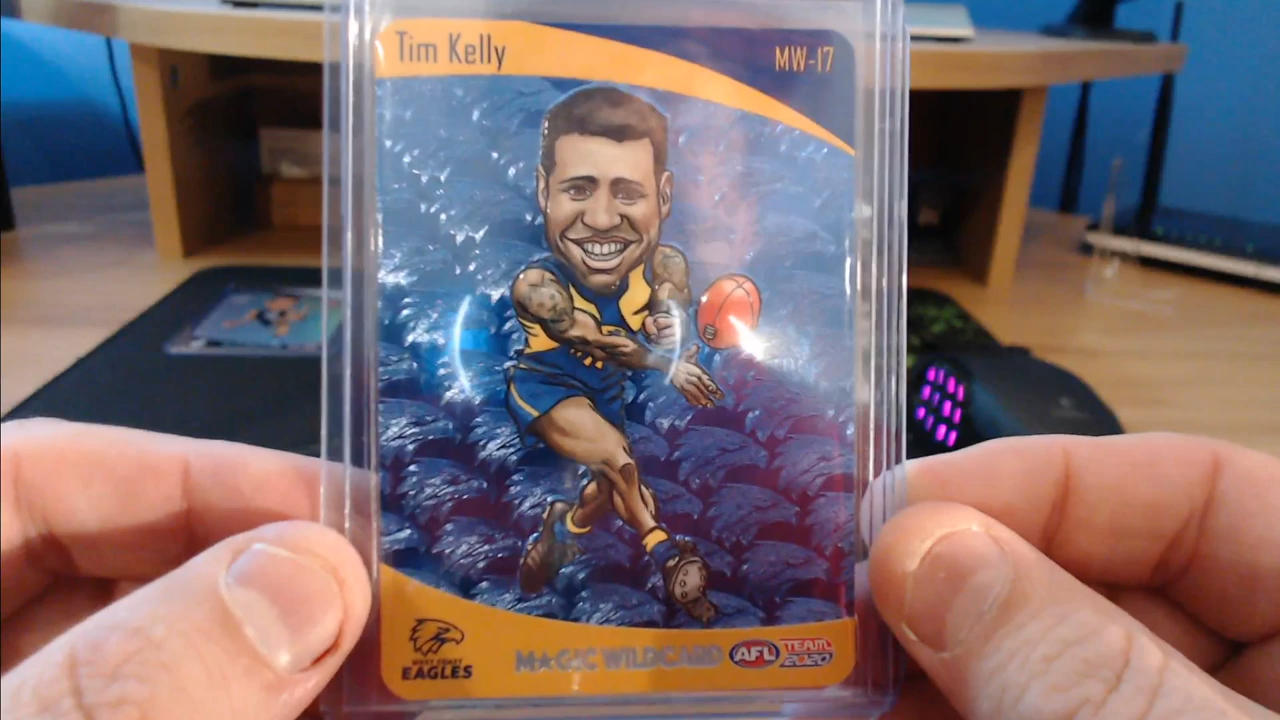 Tim Kelly
MW-17
WEST COAST
EAGLES
MAGIC WILDCARD
AFL
TEAM
2020